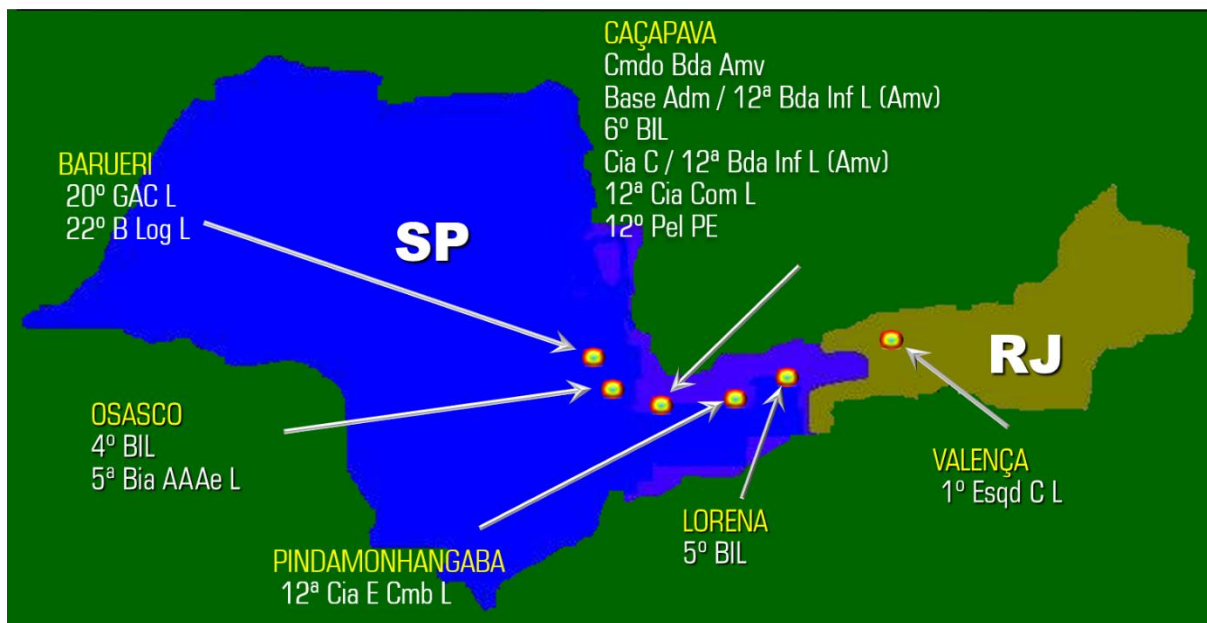 CAÇAPAVA
Cmdo Bda Amv
Base Adm / 12ª Bda Inf L (Amv)
6º BIL
Cia C / 12ª Bda Inf L (Amv)
12ª Cia Com L
12º Pel PE
BARUERI
20º GAC L
22º B Log L
SP
RJ
OSASCO
4º BIL
5ª Bia AAAe L
VALENÇA
1º Esqd C L
LORENA
5º BIL
PINDAMONHANGABA
12ª Cia E Cmb L